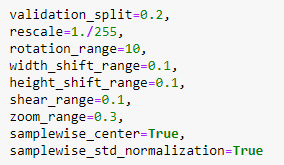 validation_split=0.2,
rescale=1./255,
rotation_range=10,
width_shift_range=0.1,
height_shift_range=0.1,
shear_range=0.1,
zoom_range=0.3,
samplewise_center=True,
samplewise_std_normalization=True